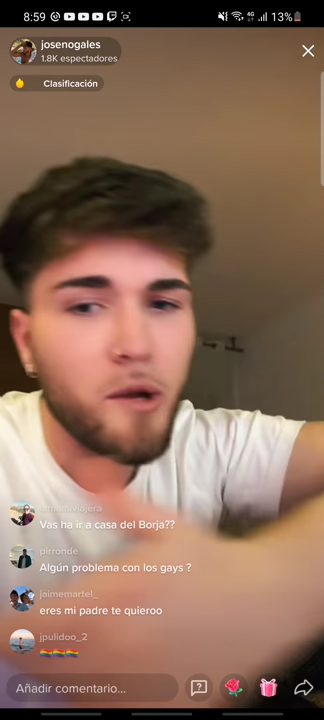 8:59
4G
13%
josenogales
1.8K espectadores
Clasificación
Vas ha ir a casa del Borja??
pirronde
Algún problema con los gays ?
jaimemartel_
eres mi padre te quieroo
jpulidoo_2
🏳️‍🌈🏳️‍🌈🏳️‍🌈
Añadir comentario...